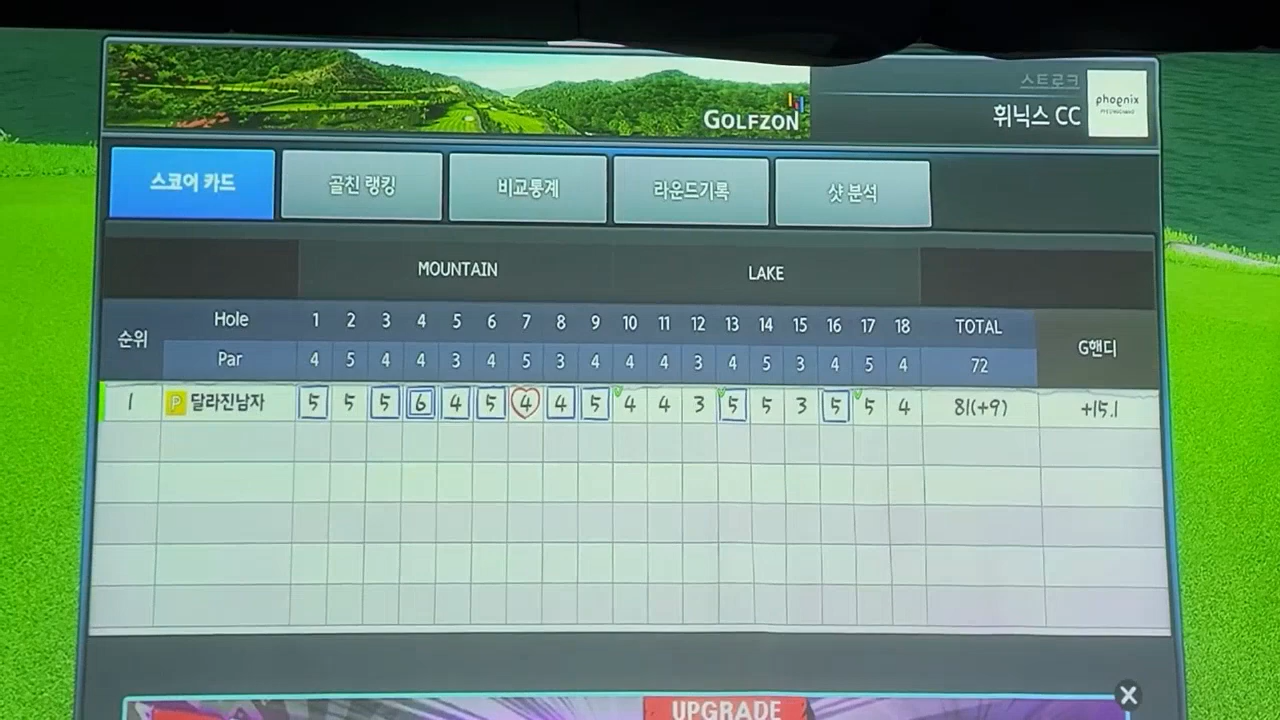 GOLFZON
스트로크
휘닉스 CC
phoenix
스코어 카드 골친 랭킹 비교통계 라운드기록 샷 분석
MOUNTAIN LAKE
순위 Hole 1 2 3 4 5 6 7 8 9 10 11 12 13 14 15 16 17 18 TOTAL G핸디
Par 4 5 4 4 3 4 5 3 4 4 4 3 4 5 3 4 5 4 72
1 P 달라진남자 5 5 5 6 4 5 4 4 5 4 4 3 5 5 3 5 5 4 81(+9) +15.1
UPGRADE